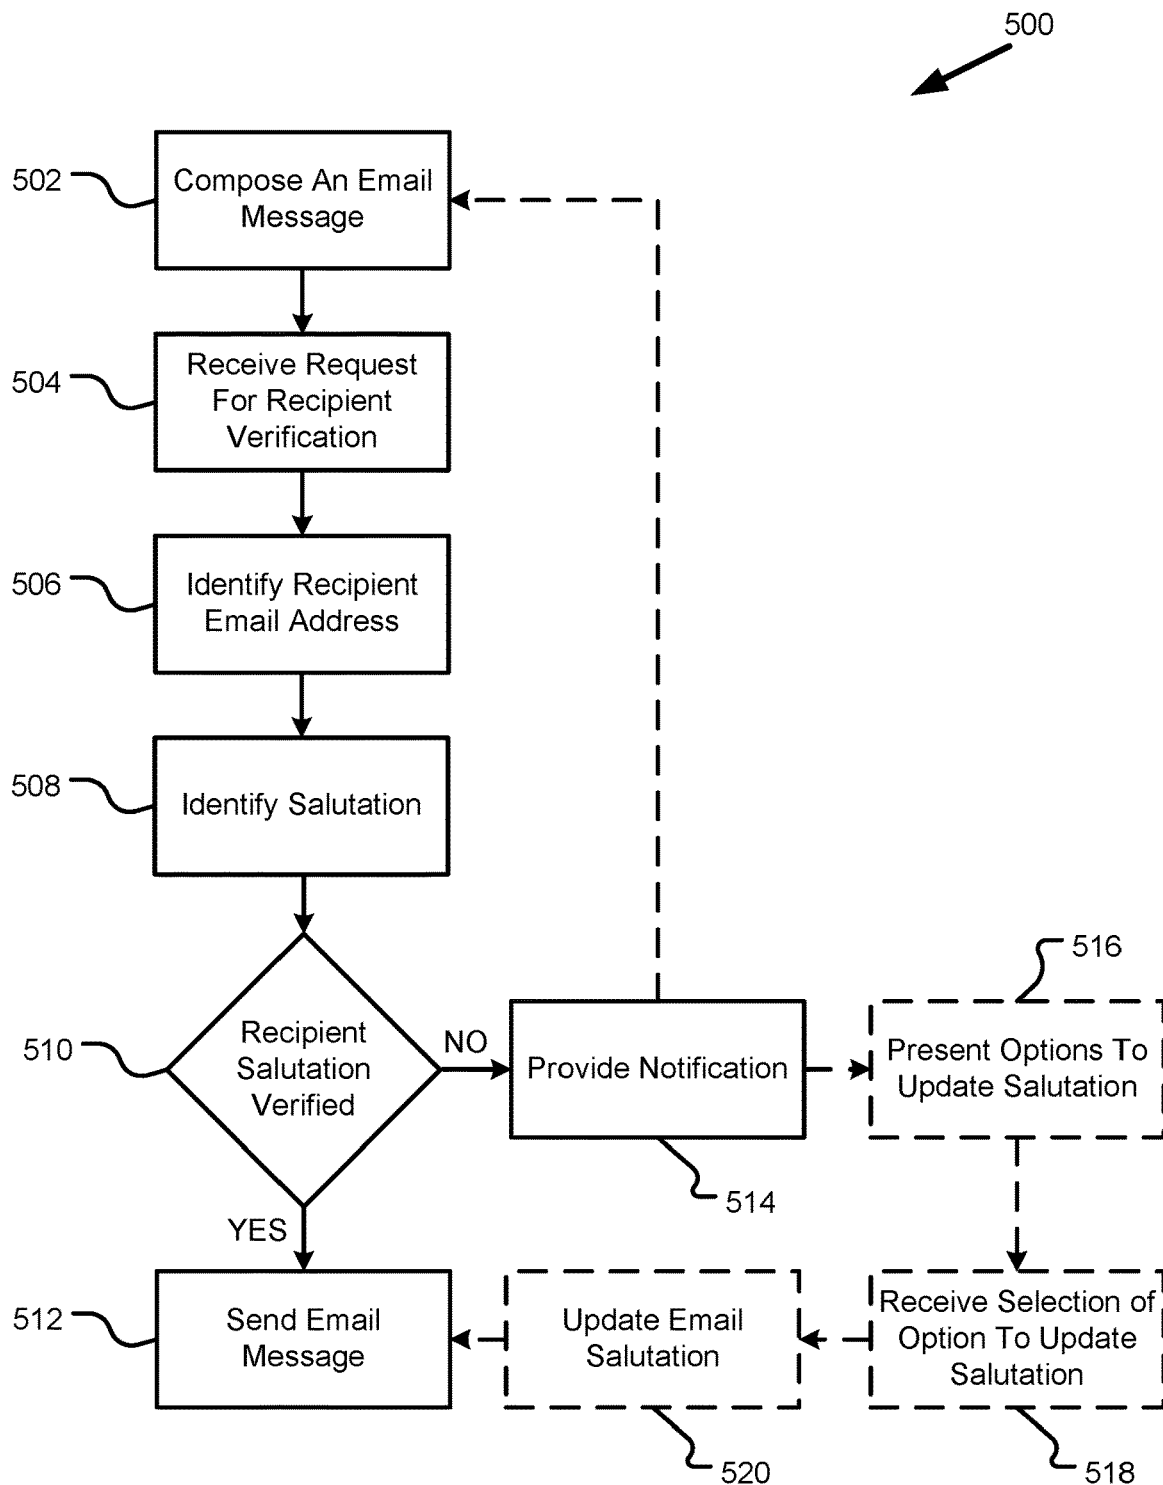 500
502
Compose An Email
Message
504
Receive Request
For Recipient
Verification
506
Identify Recipient
Email Address
508
Identify Salutation
510
Recipient
Salutation
Verified
NO
YES
Provide Notification
514
516
Present Options To
Update Salutation
512
Send Email
Message
Update Email
Salutation
520
Receive Selection of
Option To Update
Salutation
518